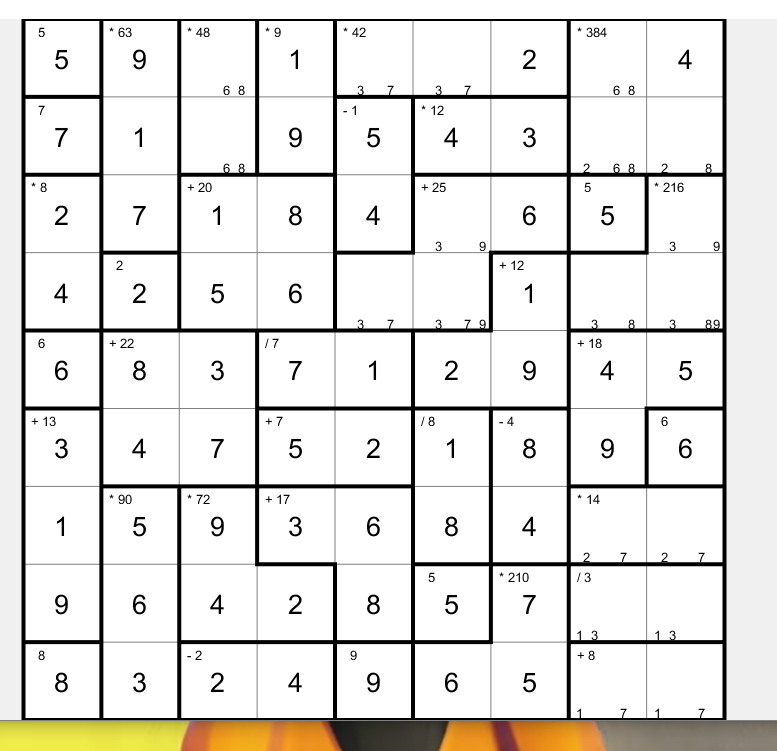 5 * 63 * 48 * 9 * 42 * 384
5 9 1 2 4
6 8 3 7 3 7 6 8
7 - 1 * 12
7 1 9 5 4 3
6 8 2 6 8 2 8
* 8 + 20 + 25 5 * 216
2 7 1 8 4 6 5
3 9 3 9
2 + 12
4 2 5 6 1
3 7 3 7 9 3 8 3 8 9
6 + 22 / 7 + 18
6 8 3 7 1 2 9 4 5
+ 13 + 7 / 8 - 4 6
3 4 7 5 2 1 8 9 6
* 90 * 72 + 17 * 14
1 5 9 3 6 8 4
2 7 2 7
5 * 210 / 3
9 6 4 2 8 5 7
1 3 1 3
8 - 2 9 + 8
8 3 2 4 9 6 5
1 7 1 7